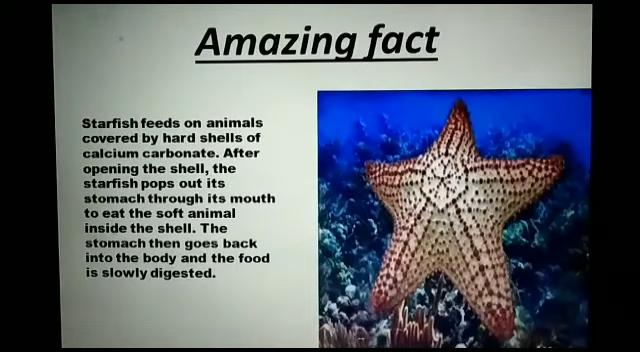 Amazing fact
Starfish feeds on animals
covered by hard shells of
calcium carbonate. After
opening the shell, the
starfish pops out its
stomach through its mouth
to eat the soft animal
inside the shell. The
stomach then goes back
into the body and the food
is slowly digested.